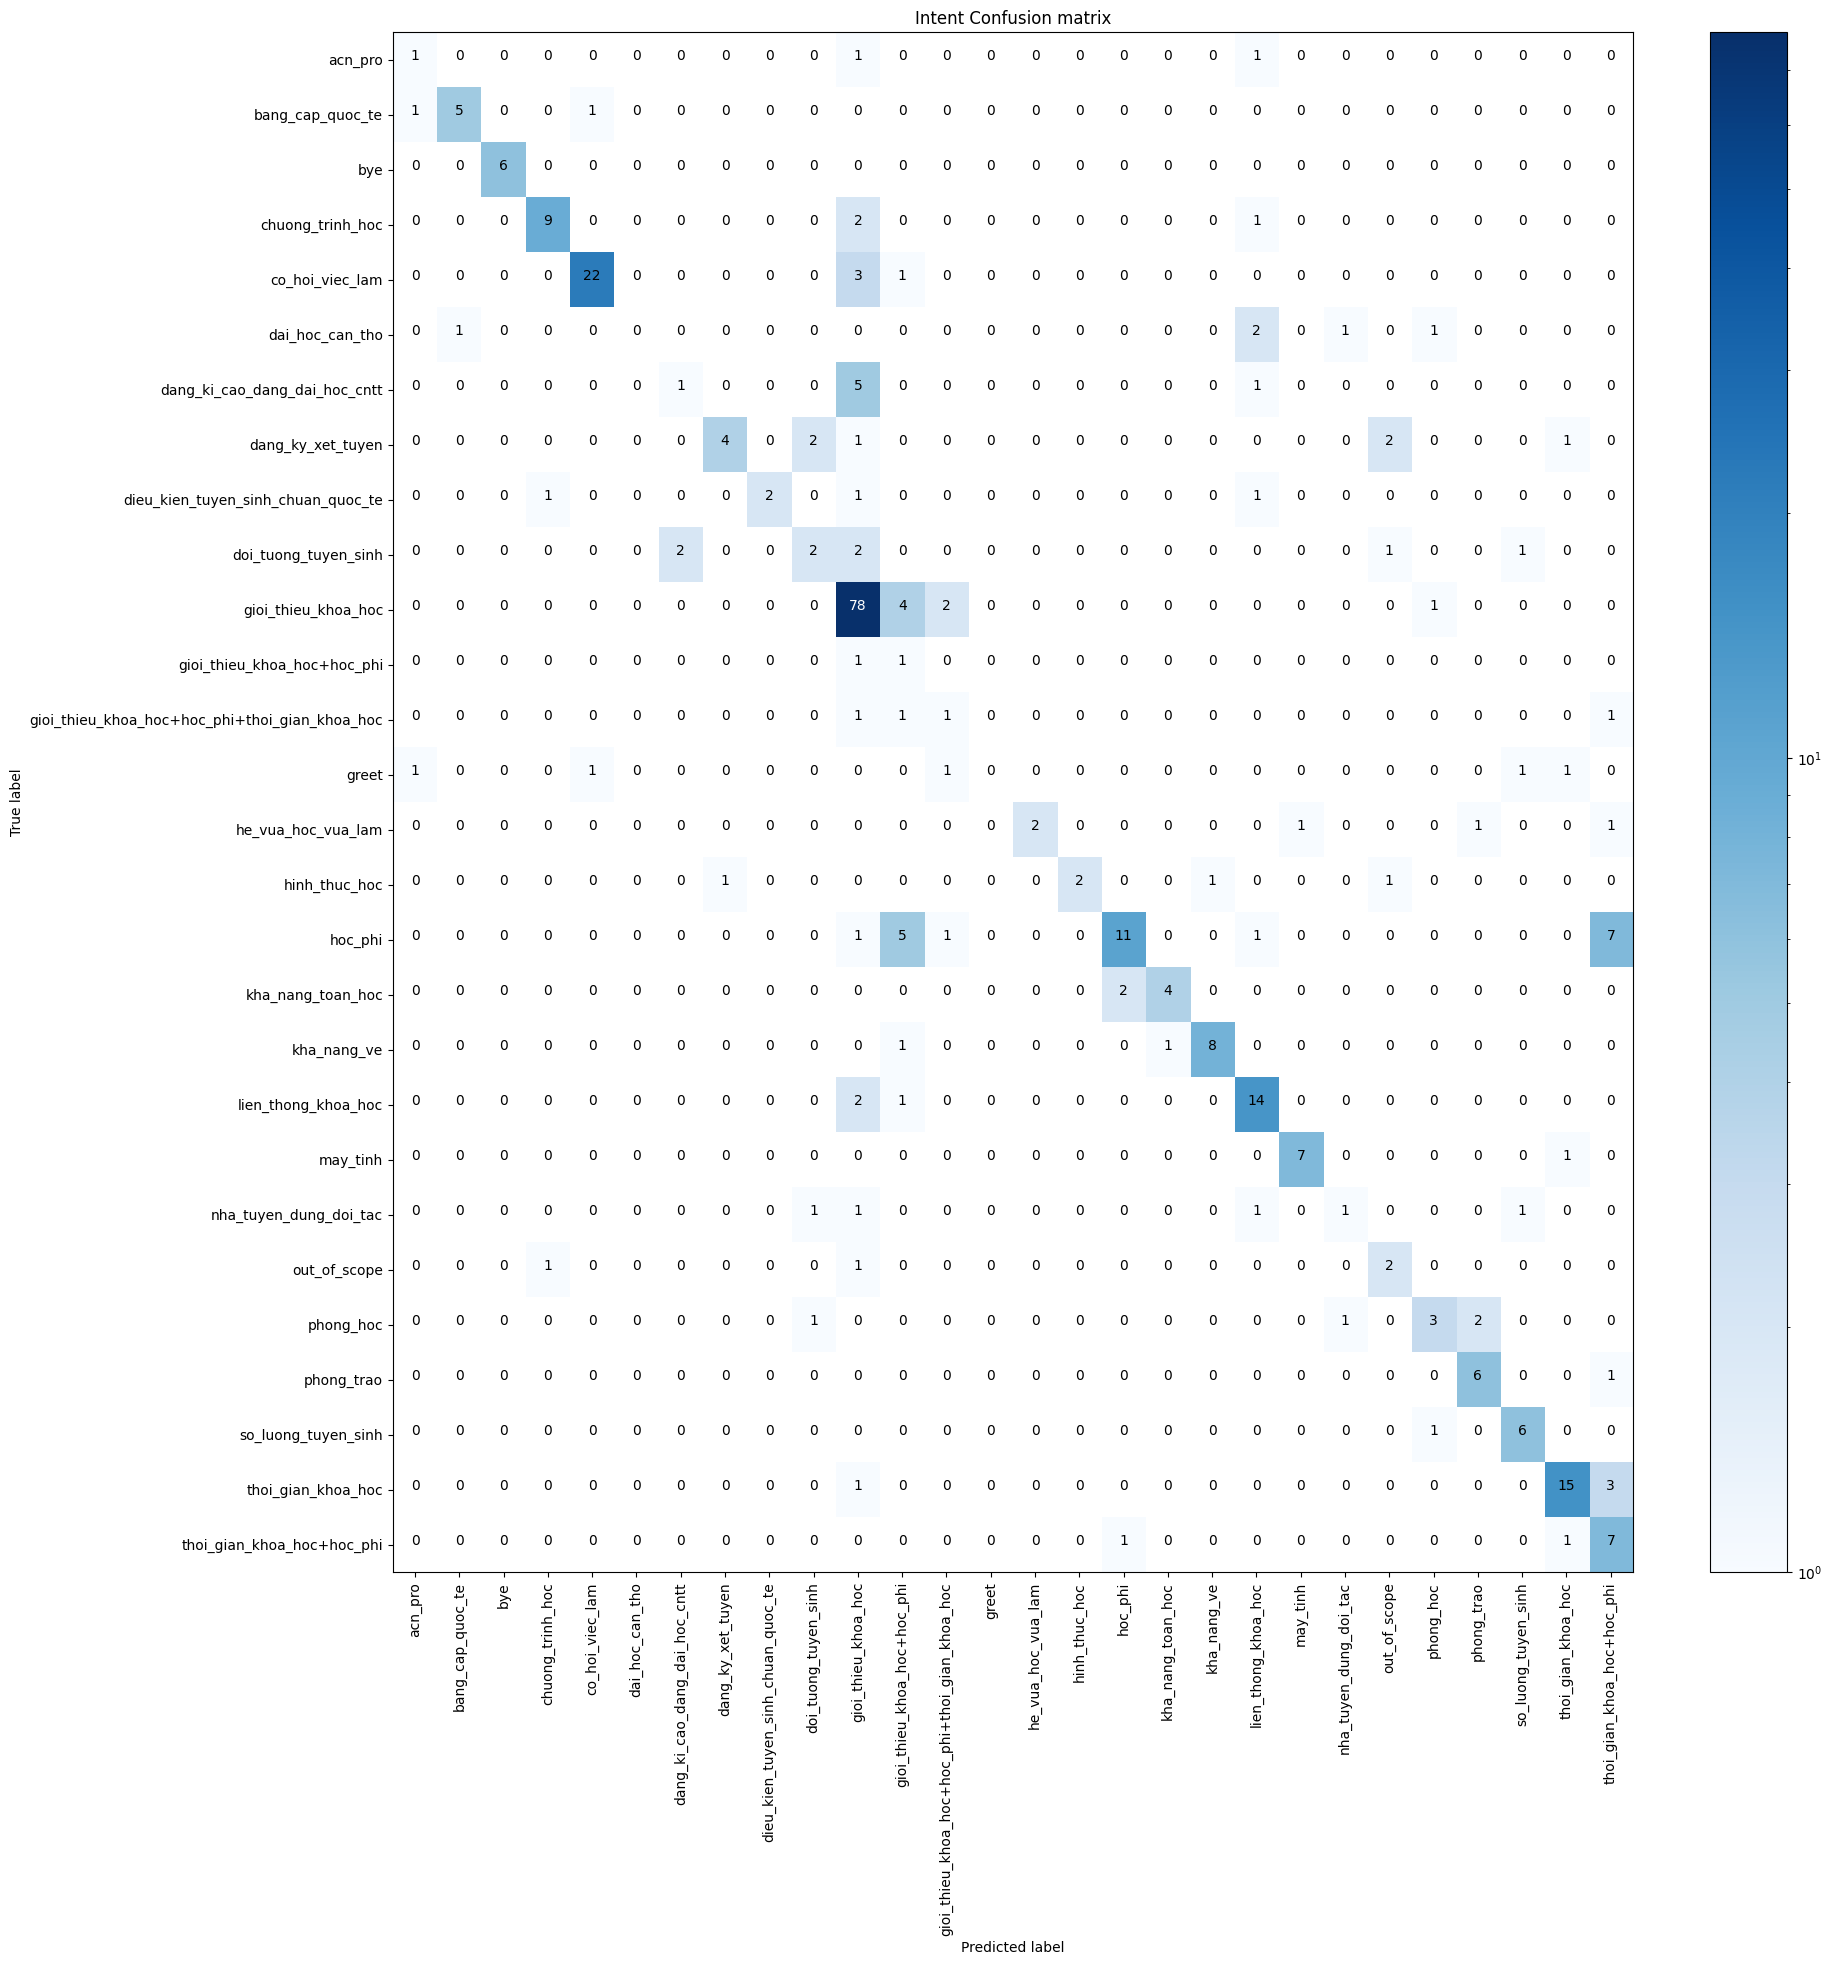 Intent Confusion matrix
True label
acn_pro 1 0 0 0 0 0 0 0 0 0 1 0 0 0 0 0 0 0 0 1 0 0 0 0 0 0 0 0
bang_cap_quoc_te 1 5 0 0 1 0 0 0 0 0 0 0 0 0 0 0 0 0 0 0 0 0 0 0 0 0 0 0
bye 0 0 6 0 0 0 0 0 0 0 0 0 0 0 0 0 0 0 0 0 0 0 0 0 0 0 0 0
chuong_trinh_hoc 0 0 0 9 0 0 0 0 0 0 2 0 0 0 0 0 0 0 0 1 0 0 0 0 0 0 0 0
co_hoi_viec_lam 0 0 0 0 22 0 0 0 0 0 3 1 0 0 0 0 0 0 0 0 0 0 0 0 0 0 0 0
dai_hoc_can_tho 0 1 0 0 0 0 0 0 0 0 0 0 0 0 0 0 0 0 0 2 0 1 0 1 0 0 0 0
dang_ki_cao_dang_dai_hoc_cntt 0 0 0 0 0 0 1 0 0 0 5 0 0 0 0 0 0 0 0 1 0 0 0 0 0 0 0 0
dang_ky_xet_tuyen 0 0 0 0 0 0 0 4 0 2 1 0 0 0 0 0 0 0 0 0 0 0 2 0 0 0 1 0
dieu_kien_tuyen_sinh_chuan_quoc_te 0 0 0 1 0 0 0 0 2 0 1 0 0 0 0 0 0 0 0 1 0 0 0 0 0 0 0 0
doi_tuong_tuyen_sinh 0 0 0 0 0 0 2 0 0 2 2 0 0 0 0 0 0 0 0 0 0 0 1 0 0 1 0 0
gioi_thieu_khoa_hoc 0 0 0 0 0 0 0 0 0 0 78 4 2 0 0 0 0 0 0 0 0 0 0 1 0 0 0 0
gioi_thieu_khoa_hoc+hoc_phi 0 0 0 0 0 0 0 0 0 0 1 1 0 0 0 0 0 0 0 0 0 0 0 0 0 0 0 0
gioi_thieu_khoa_hoc+hoc_phi+thoi_gian_khoa_hoc 0 0 0 0 0 0 0 0 0 0 1 1 1 0 0 0 0 0 0 0 0 0 0 0 0 0 0 1
greet 1 0 0 0 1 0 0 0 0 0 0 0 1 0 0 0 0 0 0 0 0 0 0 0 0 1 1 0
he_vua_hoc_vua_lam 0 0 0 0 0 0 0 0 0 0 0 0 0 0 2 0 0 0 0 0 1 0 0 0 1 0 0 1
hinh_thuc_hoc 0 0 0 0 0 0 0 1 0 0 0 0 0 0 0 2 0 0 1 0 0 0 1 0 0 0 0 0
hoc_phi 0 0 0 0 0 0 0 0 0 0 1 5 1 0 0 0 11 0 0 1 0 0 0 0 0 0 0 7
kha_nang_toan_hoc 0 0 0 0 0 0 0 0 0 0 0 0 0 0 0 0 2 4 0 0 0 0 0 0 0 0 0 0
kha_nang_ve 0 0 0 0 0 0 0 0 0 0 0 1 0 0 0 0 0 1 8 0 0 0 0 0 0 0 0 0
lien_thong_khoa_hoc 0 0 0 0 0 0 0 0 0 0 2 1 0 0 0 0 0 0 0 14 0 0 0 0 0 0 0 0
may_tinh 0 0 0 0 0 0 0 0 0 0 0 0 0 0 0 0 0 0 0 0 7 0 0 0 0 0 1 0
nha_tuyen_dung_doi_tac 0 0 0 0 0 0 0 0 0 1 1 0 0 0 0 0 0 0 0 1 0 1 0 0 0 1 0 0
out_of_scope 0 0 0 1 0 0 0 0 0 0 1 0 0 0 0 0 0 0 0 0 0 0 2 0 0 0 0 0
phong_hoc 0 0 0 0 0 0 0 0 0 1 0 0 0 0 0 0 0 0 0 0 0 1 0 3 2 0 0 0
phong_trao 0 0 0 0 0 0 0 0 0 0 0 0 0 0 0 0 0 0 0 0 0 0 0 0 6 0 0 1
so_luong_tuyen_sinh 0 0 0 0 0 0 0 0 0 0 0 0 0 0 0 0 0 0 0 0 0 0 0 1 0 6 0 0
thoi_gian_khoa_hoc 0 0 0 0 0 0 0 0 0 0 1 0 0 0 0 0 0 0 0 0 0 0 0 0 0 0 15 3
thoi_gian_khoa_hoc+hoc_phi 0 0 0 0 0 0 0 0 0 0 0 0 0 0 0 0 1 0 0 0 0 0 0 0 0 0 1 7
acn_pro
bang_cap_quoc_te
bye
chuong_trinh_hoc
co_hoi_viec_lam
dai_hoc_can_tho
dang_ki_cao_dang_dai_hoc_cntt
dang_ky_xet_tuyen
dieu_kien_tuyen_sinh_chuan_quoc_te
doi_tuong_tuyen_sinh
gioi_thieu_khoa_hoc
gioi_thieu_khoa_hoc+hoc_phi
gioi_thieu_khoa_hoc+hoc_phi+thoi_gian_khoa_hoc
greet
he_vua_hoc_vua_lam
hinh_thuc_hoc
hoc_phi
kha_nang_toan_hoc
kha_nang_ve
lien_thong_khoa_hoc
may_tinh
nha_tuyen_dung_doi_tac
out_of_scope
phong_hoc
phong_trao
so_luong_tuyen_sinh
thoi_gian_khoa_hoc
thoi_gian_khoa_hoc+hoc_phi
Predicted label
10¹
10⁰